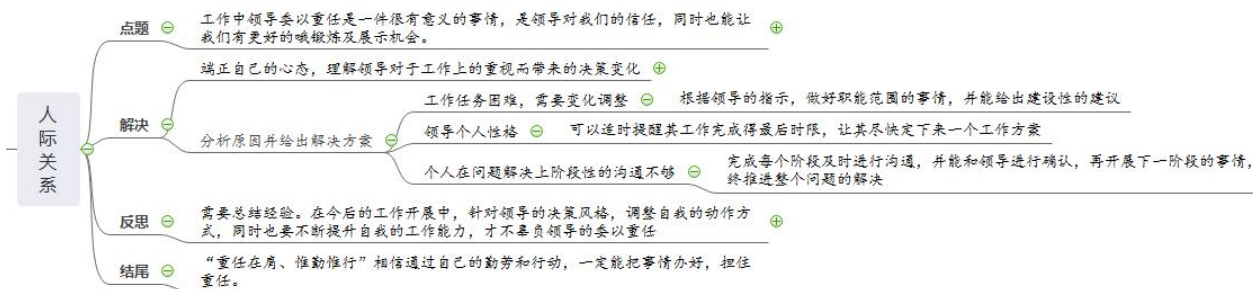 人际关系
点题
工作中领导委以重任是一件很有意义的事情，是领导对我们的信任，同时也能让
我们有更好的哦锻炼及展示机会。
解决
端正自己的心态，理解领导对于工作上的重视而带来的决策变化
分析原因并给出解决方案
工作任务困难，需要变化调整
根据领导的指示，做好职能范围的事情，并能给出建设性的建议
领导个人性格
可以适时提醒其工作完成得最后时限，让其尽快定下来一个工作方案
个人在问题解决上阶段性的沟通不够
完成每个阶段及时进行沟通，并能和领导进行确认，再开展下一阶段的事情，
终推进整个问题的解决
反思
需要总结经验。在今后的工作开展中，针对领导的决策风格，调整自我的动作方
式，同时也要不断提升自我的工作能力，才不辜负领导的委以重任
结尾
“重任在肩、惟勤惟行”相信通过自己的勤劳和行动，一定能把事情办好，担住
重任。